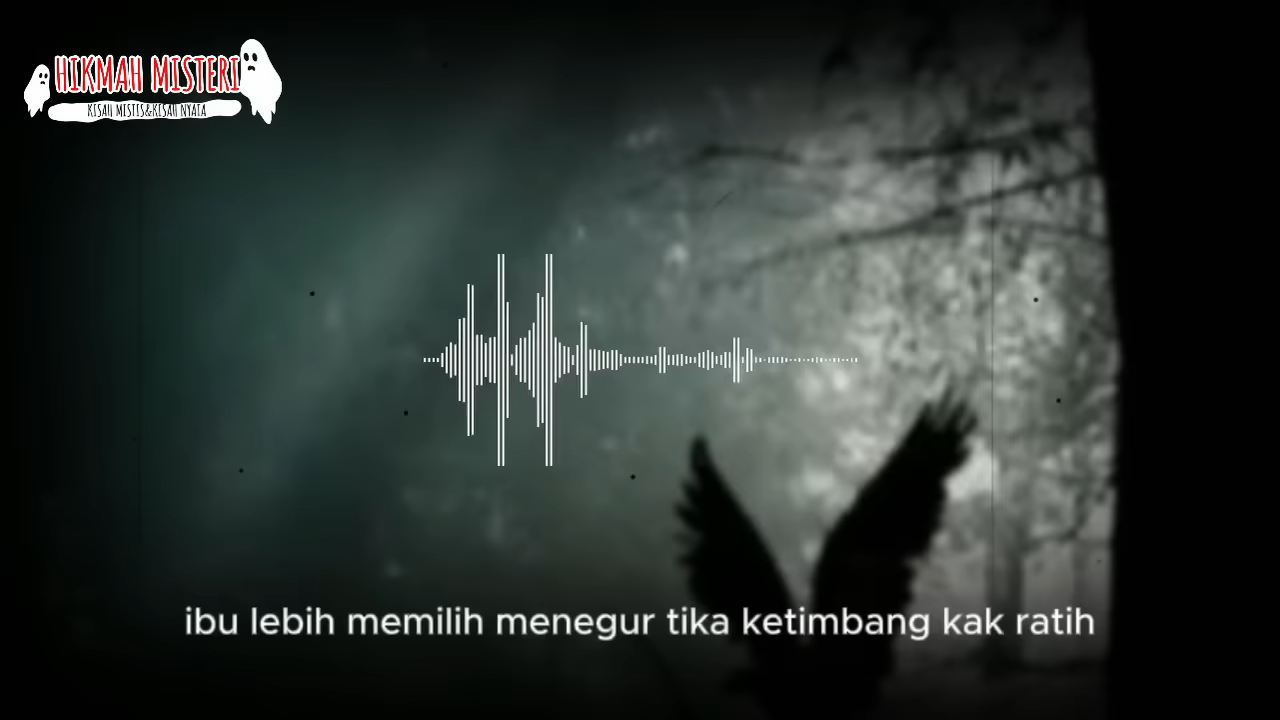 HIKMAH MISTERI
KISAH MISTIS&KISAH NYATA
ibu lebih memilih menegur tika ketimbang kak ratih